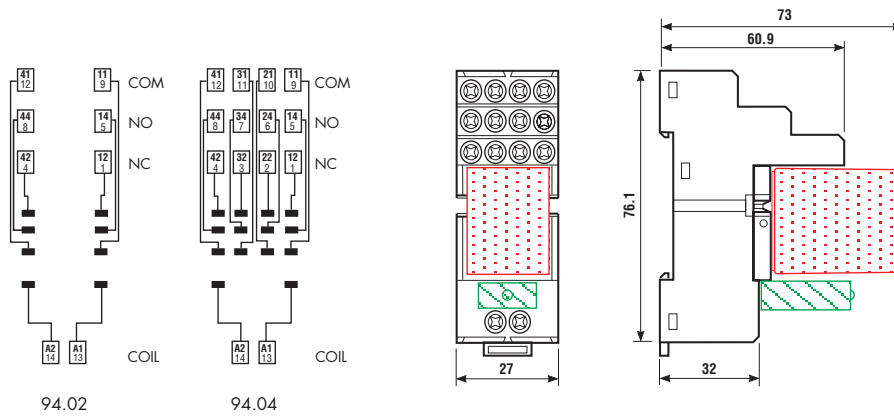 41 11 COM
12 9
44 14 NO
8 5
42 12 NC
4 1
A2 A1 COIL
14 13
94.02
41 31 21 11 COM
12 11 10 9
44 34 24 14 NO
8 7 6 5
42 32 22 12 NC
4 3 2 1
A2 A1 COIL
14 13
94.04
27
73
60.9
76.1
32